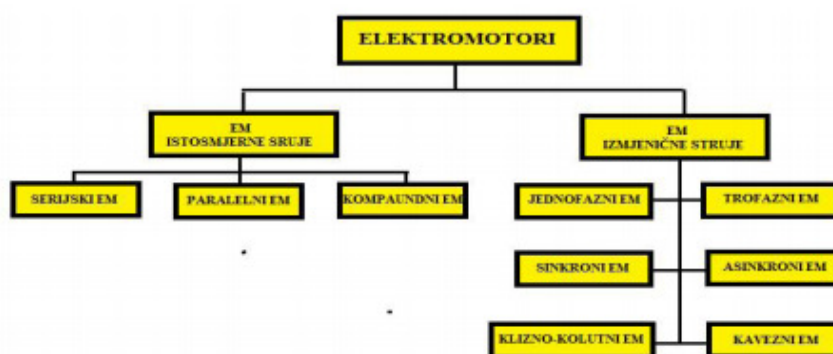 ELEKTROMOTORI
EM
ISTOSMJERNE SRUJE
EM
IZMJENIČNE STRUJE
SERIJSKI EM
PARALELNI EM
KOMPAUNDNI EM
JEDNOFAZNI EM
TROFAZNI EM
SINKRONI EM
ASINKRONI EM
KLIZNO-KOLUTNI EM
KAVEZNI EM